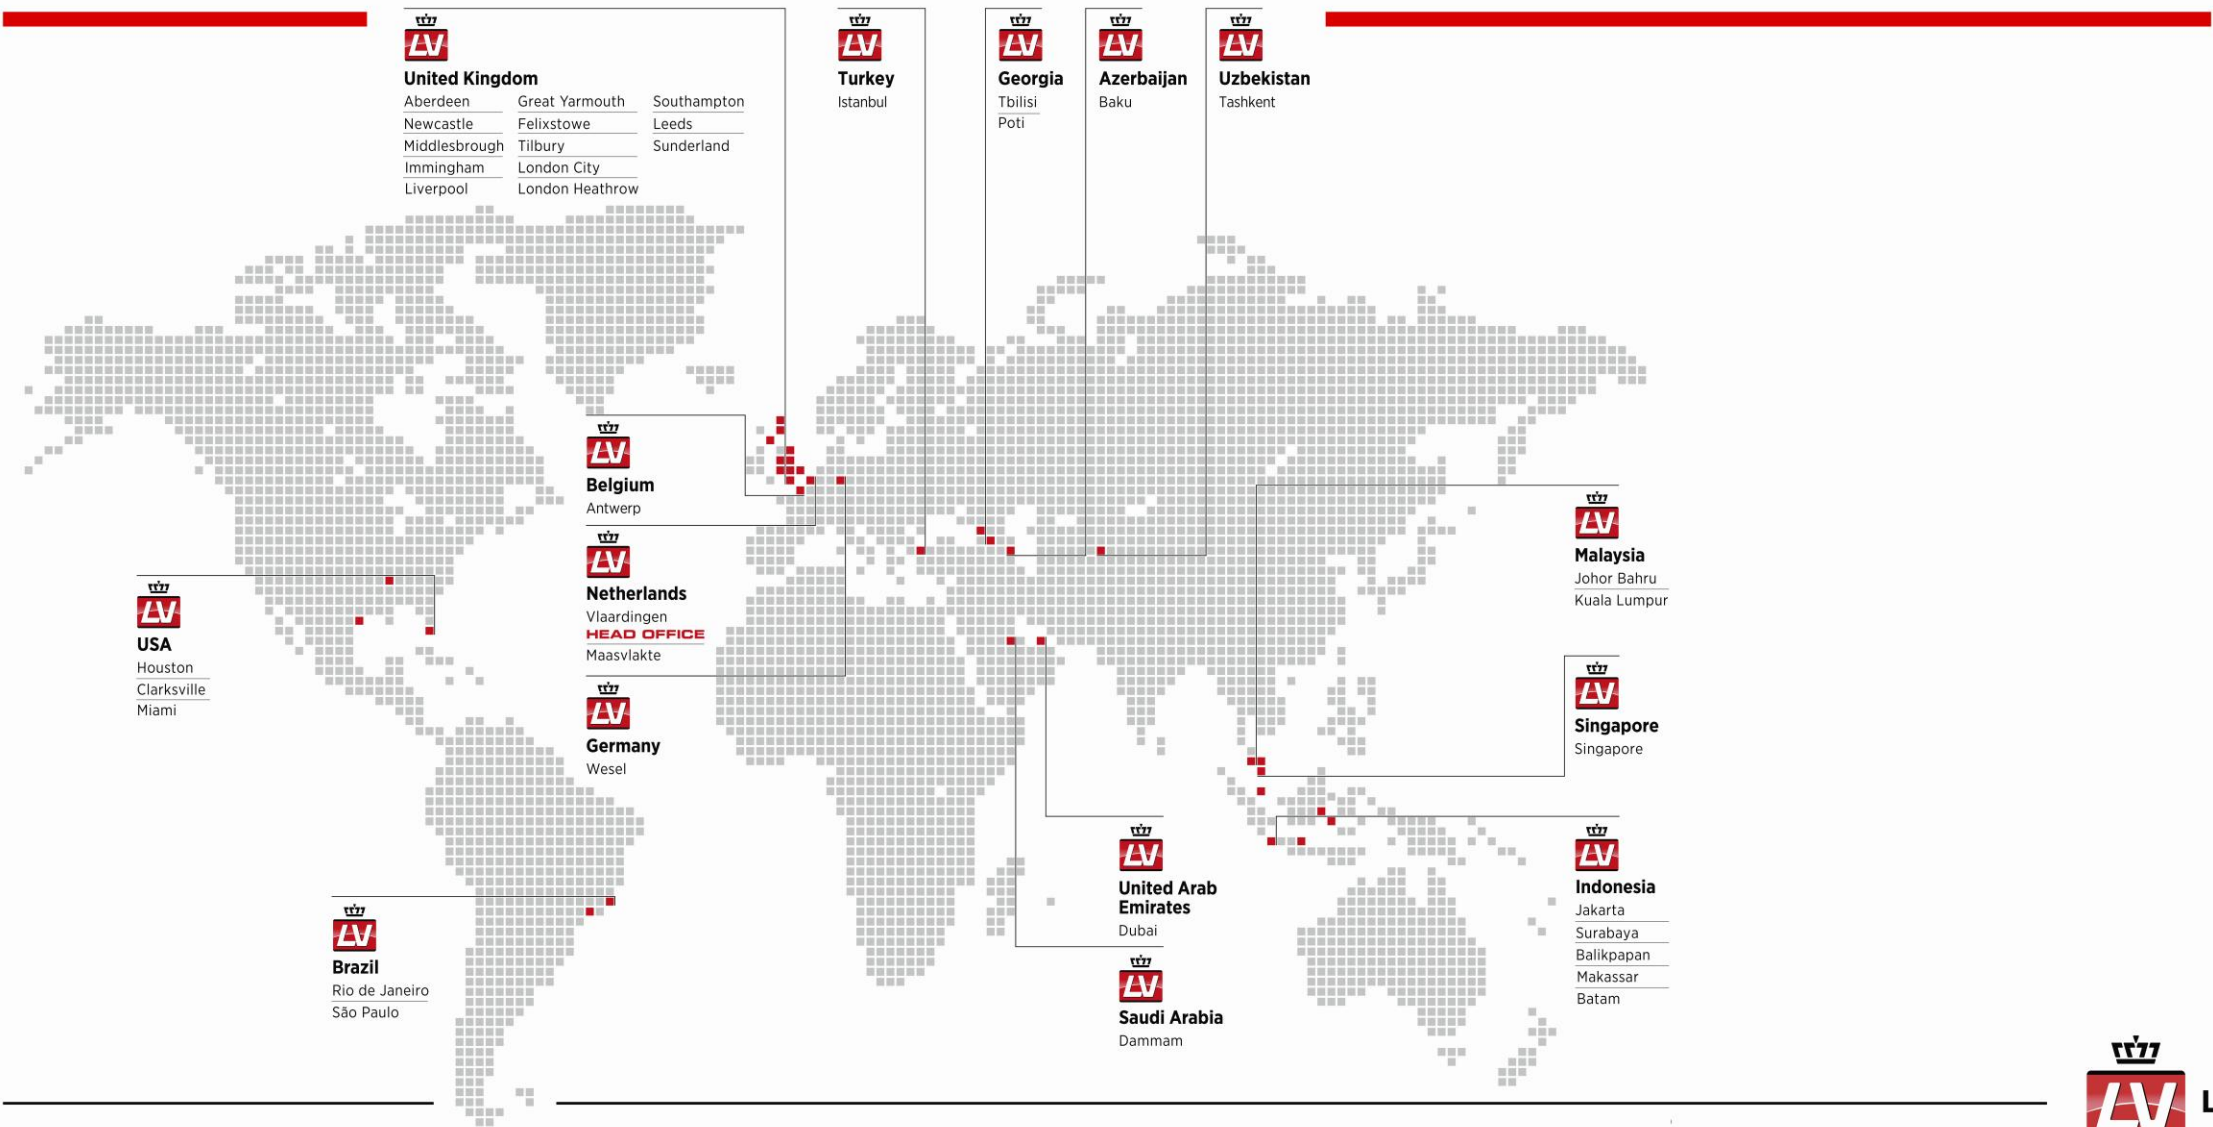 LV
United Kingdom
Aberdeen
Newcastle
Middlesbrough
Immingham
Liverpool
Great Yarmouth
Felixstowe
Tilbury
London City
London Heathrow
Southampton
Leeds
Sunderland
LV
Turkey
Istanbul
LV
Georgia
Tbilisi
Poti
LV
Azerbaijan
Baku
LV
Uzbekistan
Tashkent
LV
Belgium
Antwerp
LV
Netherlands
Vlaardingen
HEAD OFFICE
Maasvlakte
LV
Germany
Wesel
LV
USA
Houston
Clarksville
Miami
LV
Brazil
Rio de Janeiro
São Paulo
LV
Malaysia
Johor Bahru
Kuala Lumpur
LV
Singapore
Singapore
LV
United Arab
Emirates
Dubai
LV
Saudi Arabia
Dammam
LV
Indonesia
Jakarta
Surabaya
Balikpapan
Makassar
Batam
LV